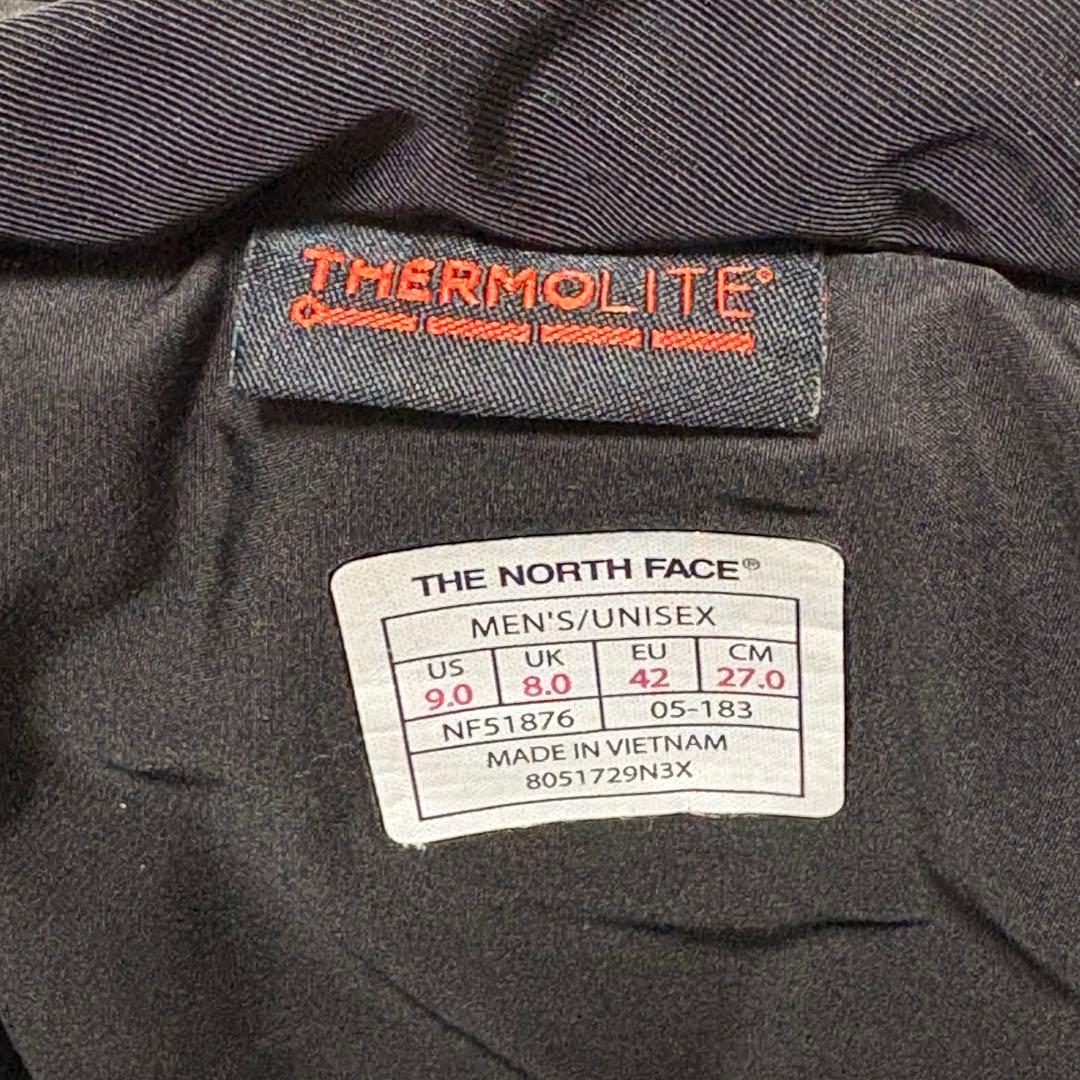 THERMOLITE®
THE NORTH FACE®
MEN'S/UNISEX
US UK EU CM
9.0 8.0 42 27.0
NF51876 05-183
MADE IN VIETNAM
8051729N3X